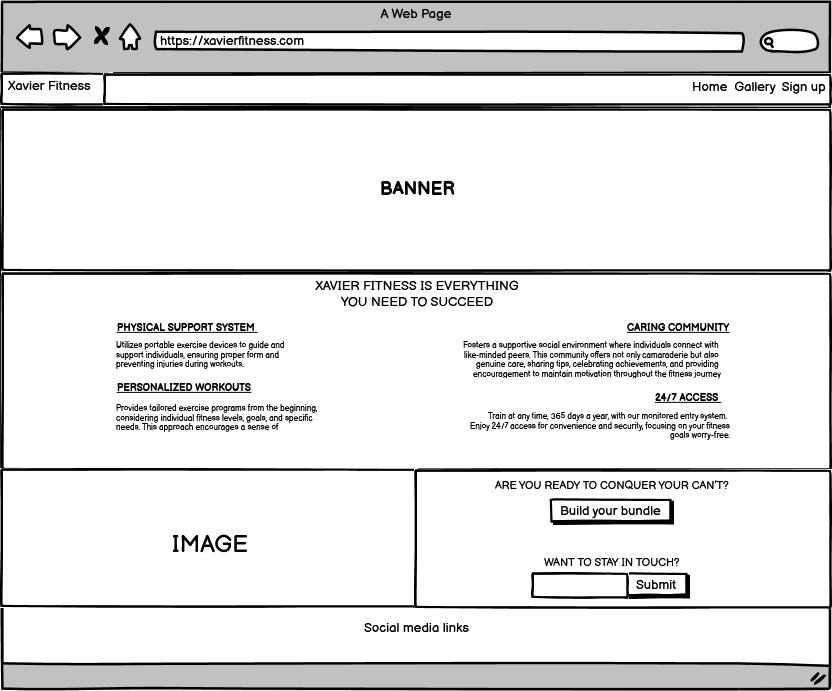 A Web Page
https://xavierfitness.com
Xavier Fitness
Home Gallery Sign up
BANNER
XAVIER FITNESS IS EVERYTHING
YOU NEED TO SUCCEED
PHYSICAL SUPPORT SYSTEM
Utilizes portable exercise devices to guide and
support individuals, ensuring proper form and
preventing injuries during workouts.
PERSONALIZED WORKOUTS
Provides tailored exercise programs from the beginning,
considering individual fitness levels, goals, and specific
needs. This approach encourages a sense of
CARING COMMUNITY
Fosters a supportive social environment where individuals connect with
like-minded peers. This community offers not only camaraderie but also
genuine care, sharing tips, celebrating achievements, and providing
encouragement to maintain motivation throughout the fitness journey
24/7 ACCESS
Train at any time, 365 days a year, with our monitored entry system.
Enjoy 24/7 access for convenience and security, focusing on your fitness
goals worry-free.
IMAGE
ARE YOU READY TO CONQUER YOUR CAN'T?
Build your bundle
WANT TO STAY IN TOUCH?
Submit
Social media links